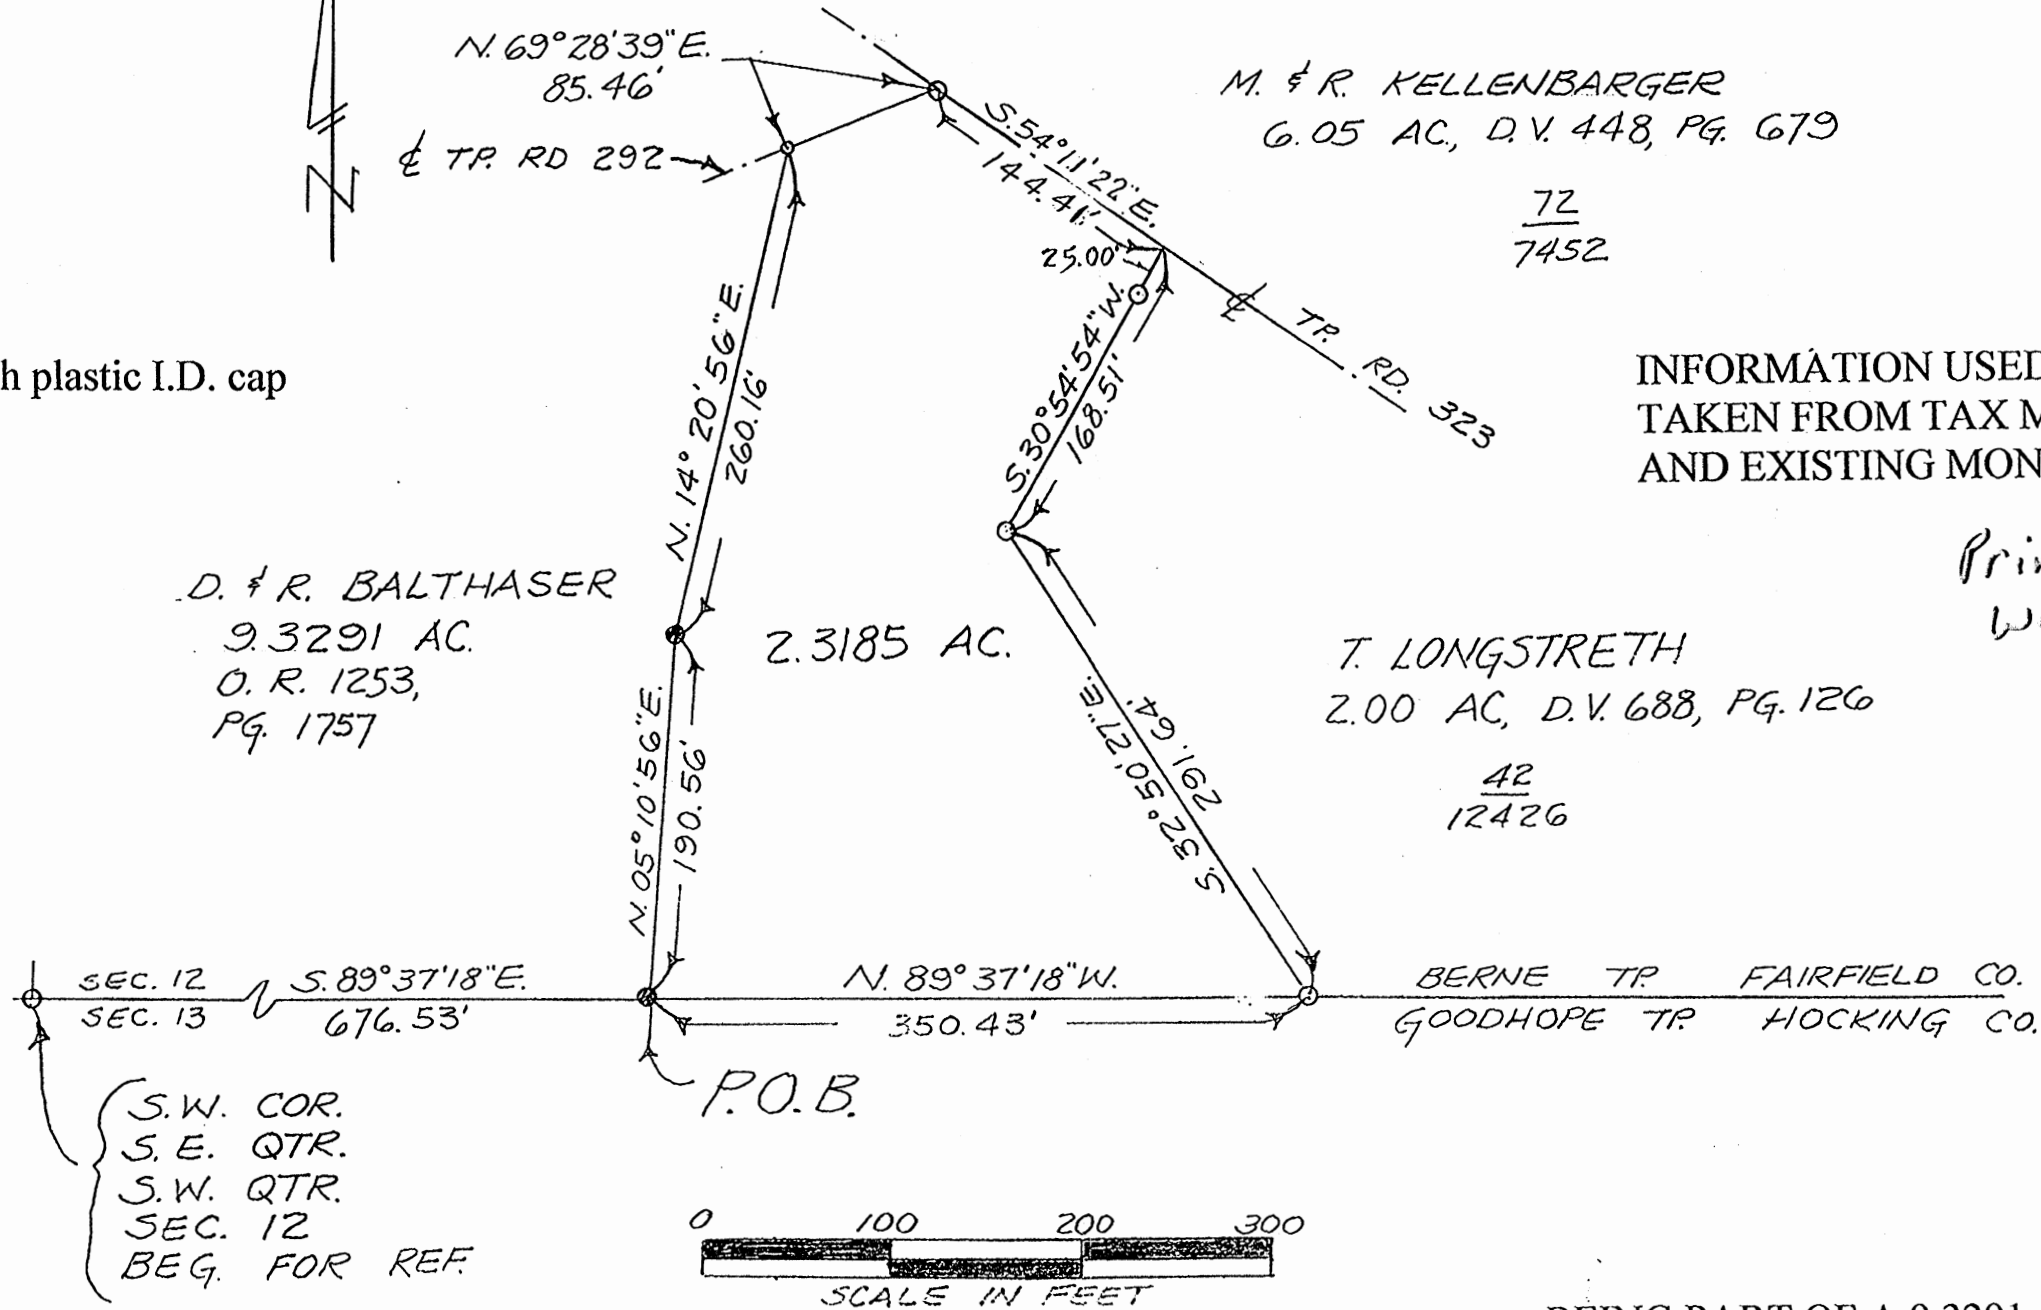 N. 69°28'39"E.
85.46'
℄ TP. RD 292
N
S. 54°11'22"E.
144.41'
25.00'
M. & R. KELLENBARGER
6.05 AC., D.V. 448, PG. 679
72
7452
℄ TP. RD. 323
h plastic I.D. cap
N. 14° 20' 56"E.
260.16'
S. 30°54'54"W.
168.51'
INFORMATION USED
TAKEN FROM TAX M
AND EXISTING MON
D. & R. BALTHASER
9.3291 AC.
O. R. 1253,
PG. 1757
2.3185 AC.
T. LONGSTRETH
2.00 AC, D.V. 688, PG. 126
42
12426
N. 05°10'56"E.
190.56'
S. 32°50'27"E.
291.64'
SEC. 12
SEC. 13
S. 89°37'18"E.
676.53'
N. 89°37'18"W.
350.43'
BERNE TP. FAIRFIELD CO.
GOODHOPE TP. HOCKING CO.
P.O.B.
S.W. COR.
S.E. QTR.
S.W. QTR.
SEC. 12
BEG. FOR REF.
0 100 200 300
SCALE IN FEET